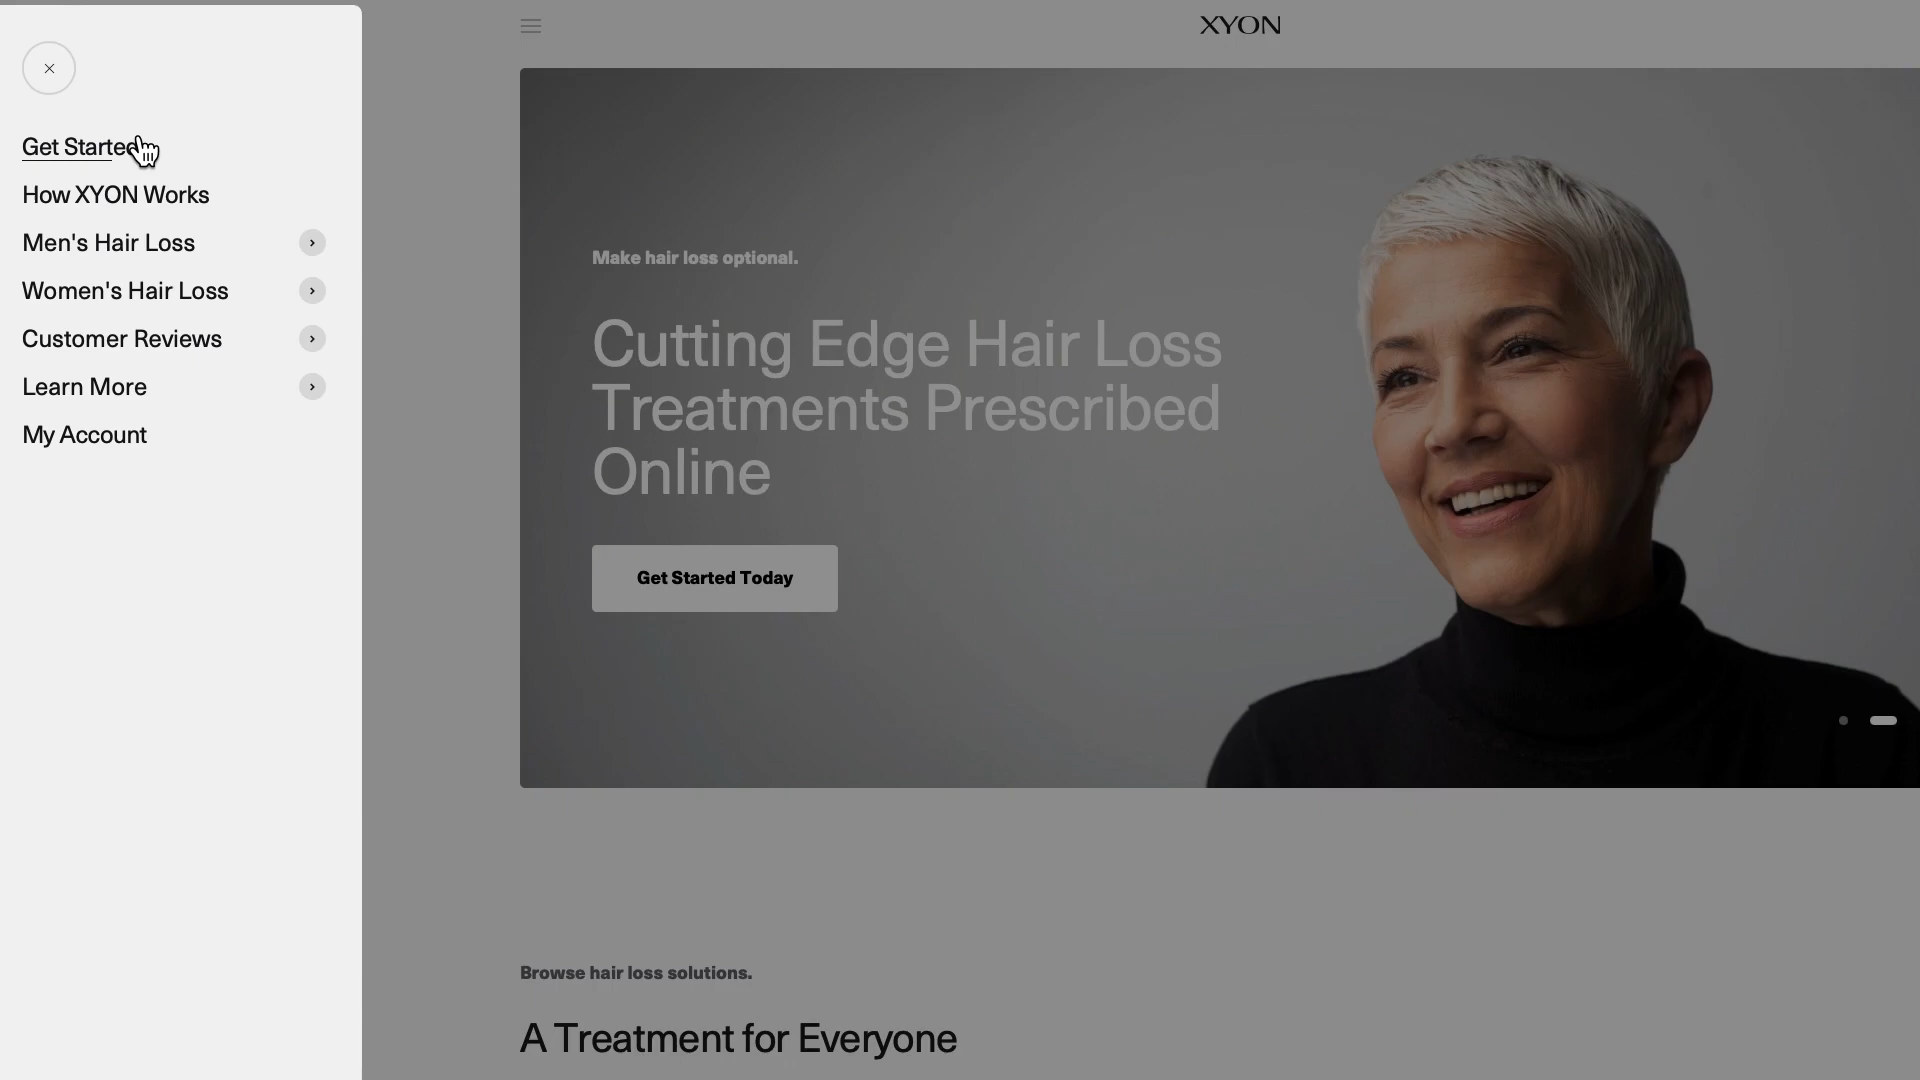 Get Started
How XYON Works
Men's Hair Loss
Women's Hair Loss
Customer Reviews
Learn More
My Account
XYON
Make hair loss optional.
Cutting Edge Hair Loss
Treatments Prescribed
Online
Get Started Today
Browse hair loss solutions.
A Treatment for Everyone